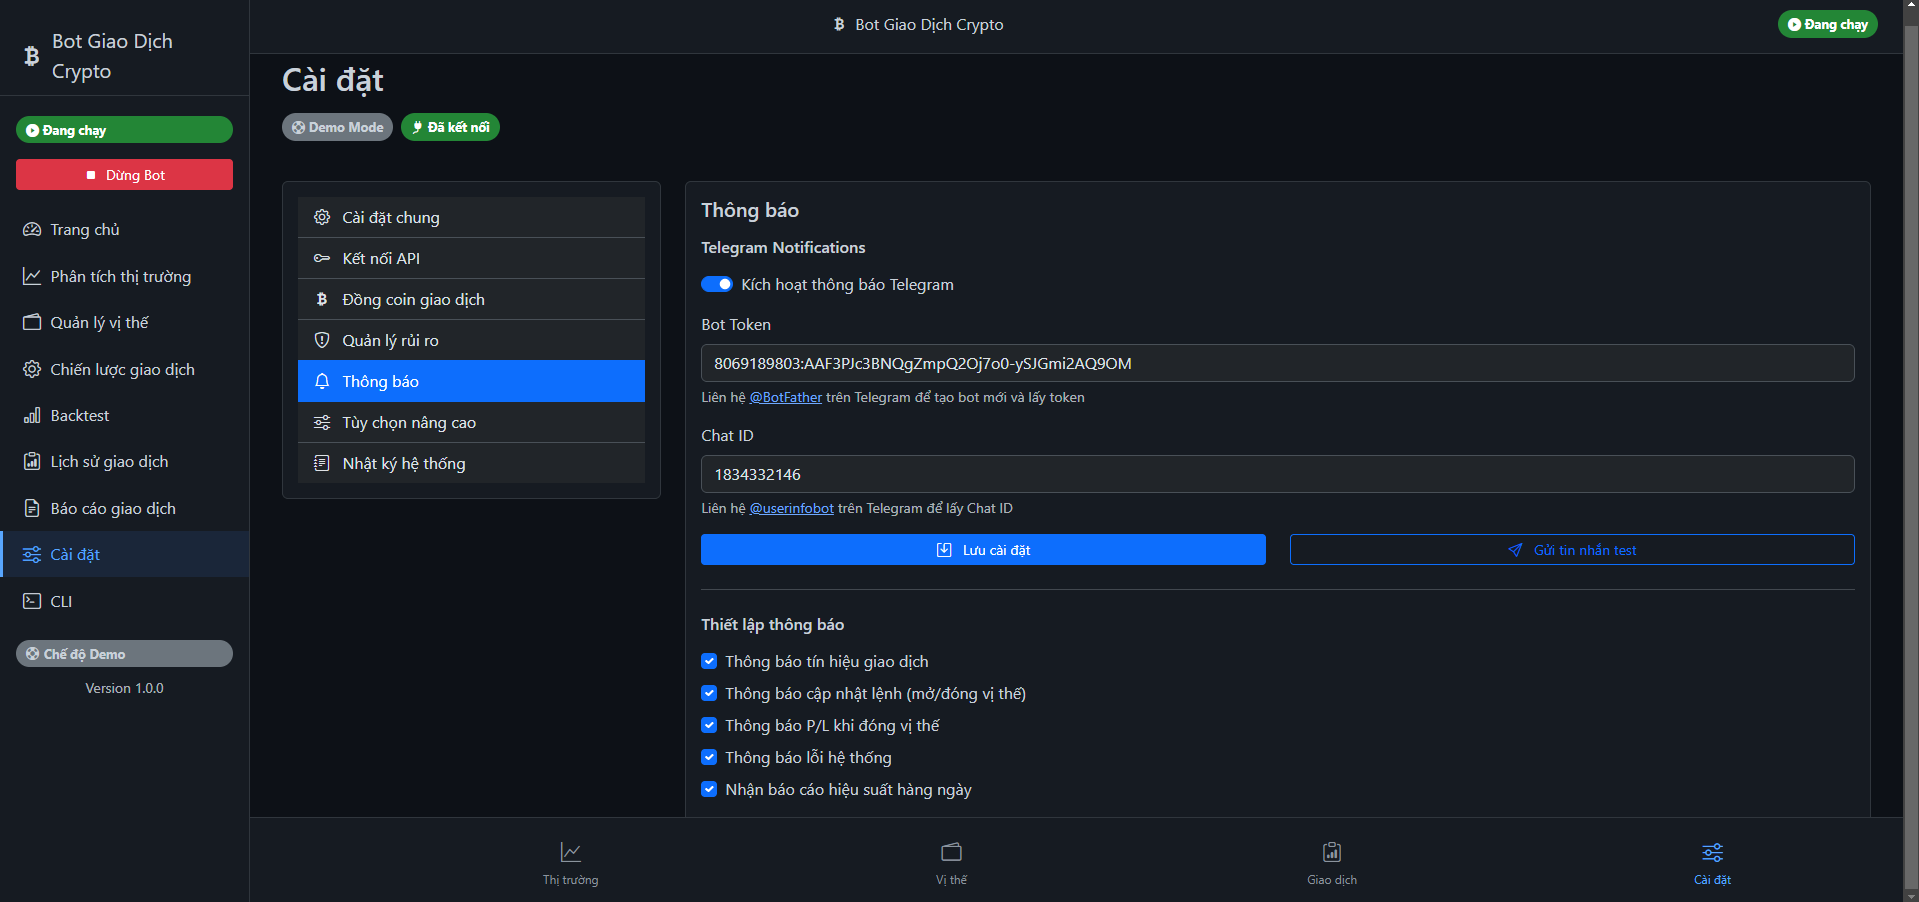 Bot Giao Dịch
Crypto
Đang chạy
Dừng Bot
Trang chủ
Phân tích thị trường
Quản lý vị thế
Chiến lược giao dịch
Backtest
Lịch sử giao dịch
Báo cáo giao dịch
Cài đặt
CLI
Chế độ Demo
Version 1.0.0
Bot Giao Dịch Crypto
Đang chạy
Cài đặt
Demo Mode
Đã kết nối
Cài đặt chung
Kết nối API
Đồng coin giao dịch
Quản lý rủi ro
Thông báo
Tùy chọn nâng cao
Nhật ký hệ thống
Thông báo
Telegram Notifications
Kích hoạt thông báo Telegram
Bot Token
8069189803:AAF3PJc3BNQgZmpQ2Oj7o0-ySJGmi2AQ9OM
Liên hệ @BotFather trên Telegram để tạo bot mới và lấy token
Chat ID
1834332146
Liên hệ @userinfobot trên Telegram để lấy Chat ID
Lưu cài đặt
Gửi tin nhắn test
Thiết lập thông báo
Thông báo tín hiệu giao dịch
Thông báo cập nhật lệnh (mở/đóng vị thế)
Thông báo P/L khi đóng vị thế
Thông báo lỗi hệ thống
Nhận báo cáo hiệu suất hàng ngày
Thị trường
Vị thế
Giao dịch
Cài đặt